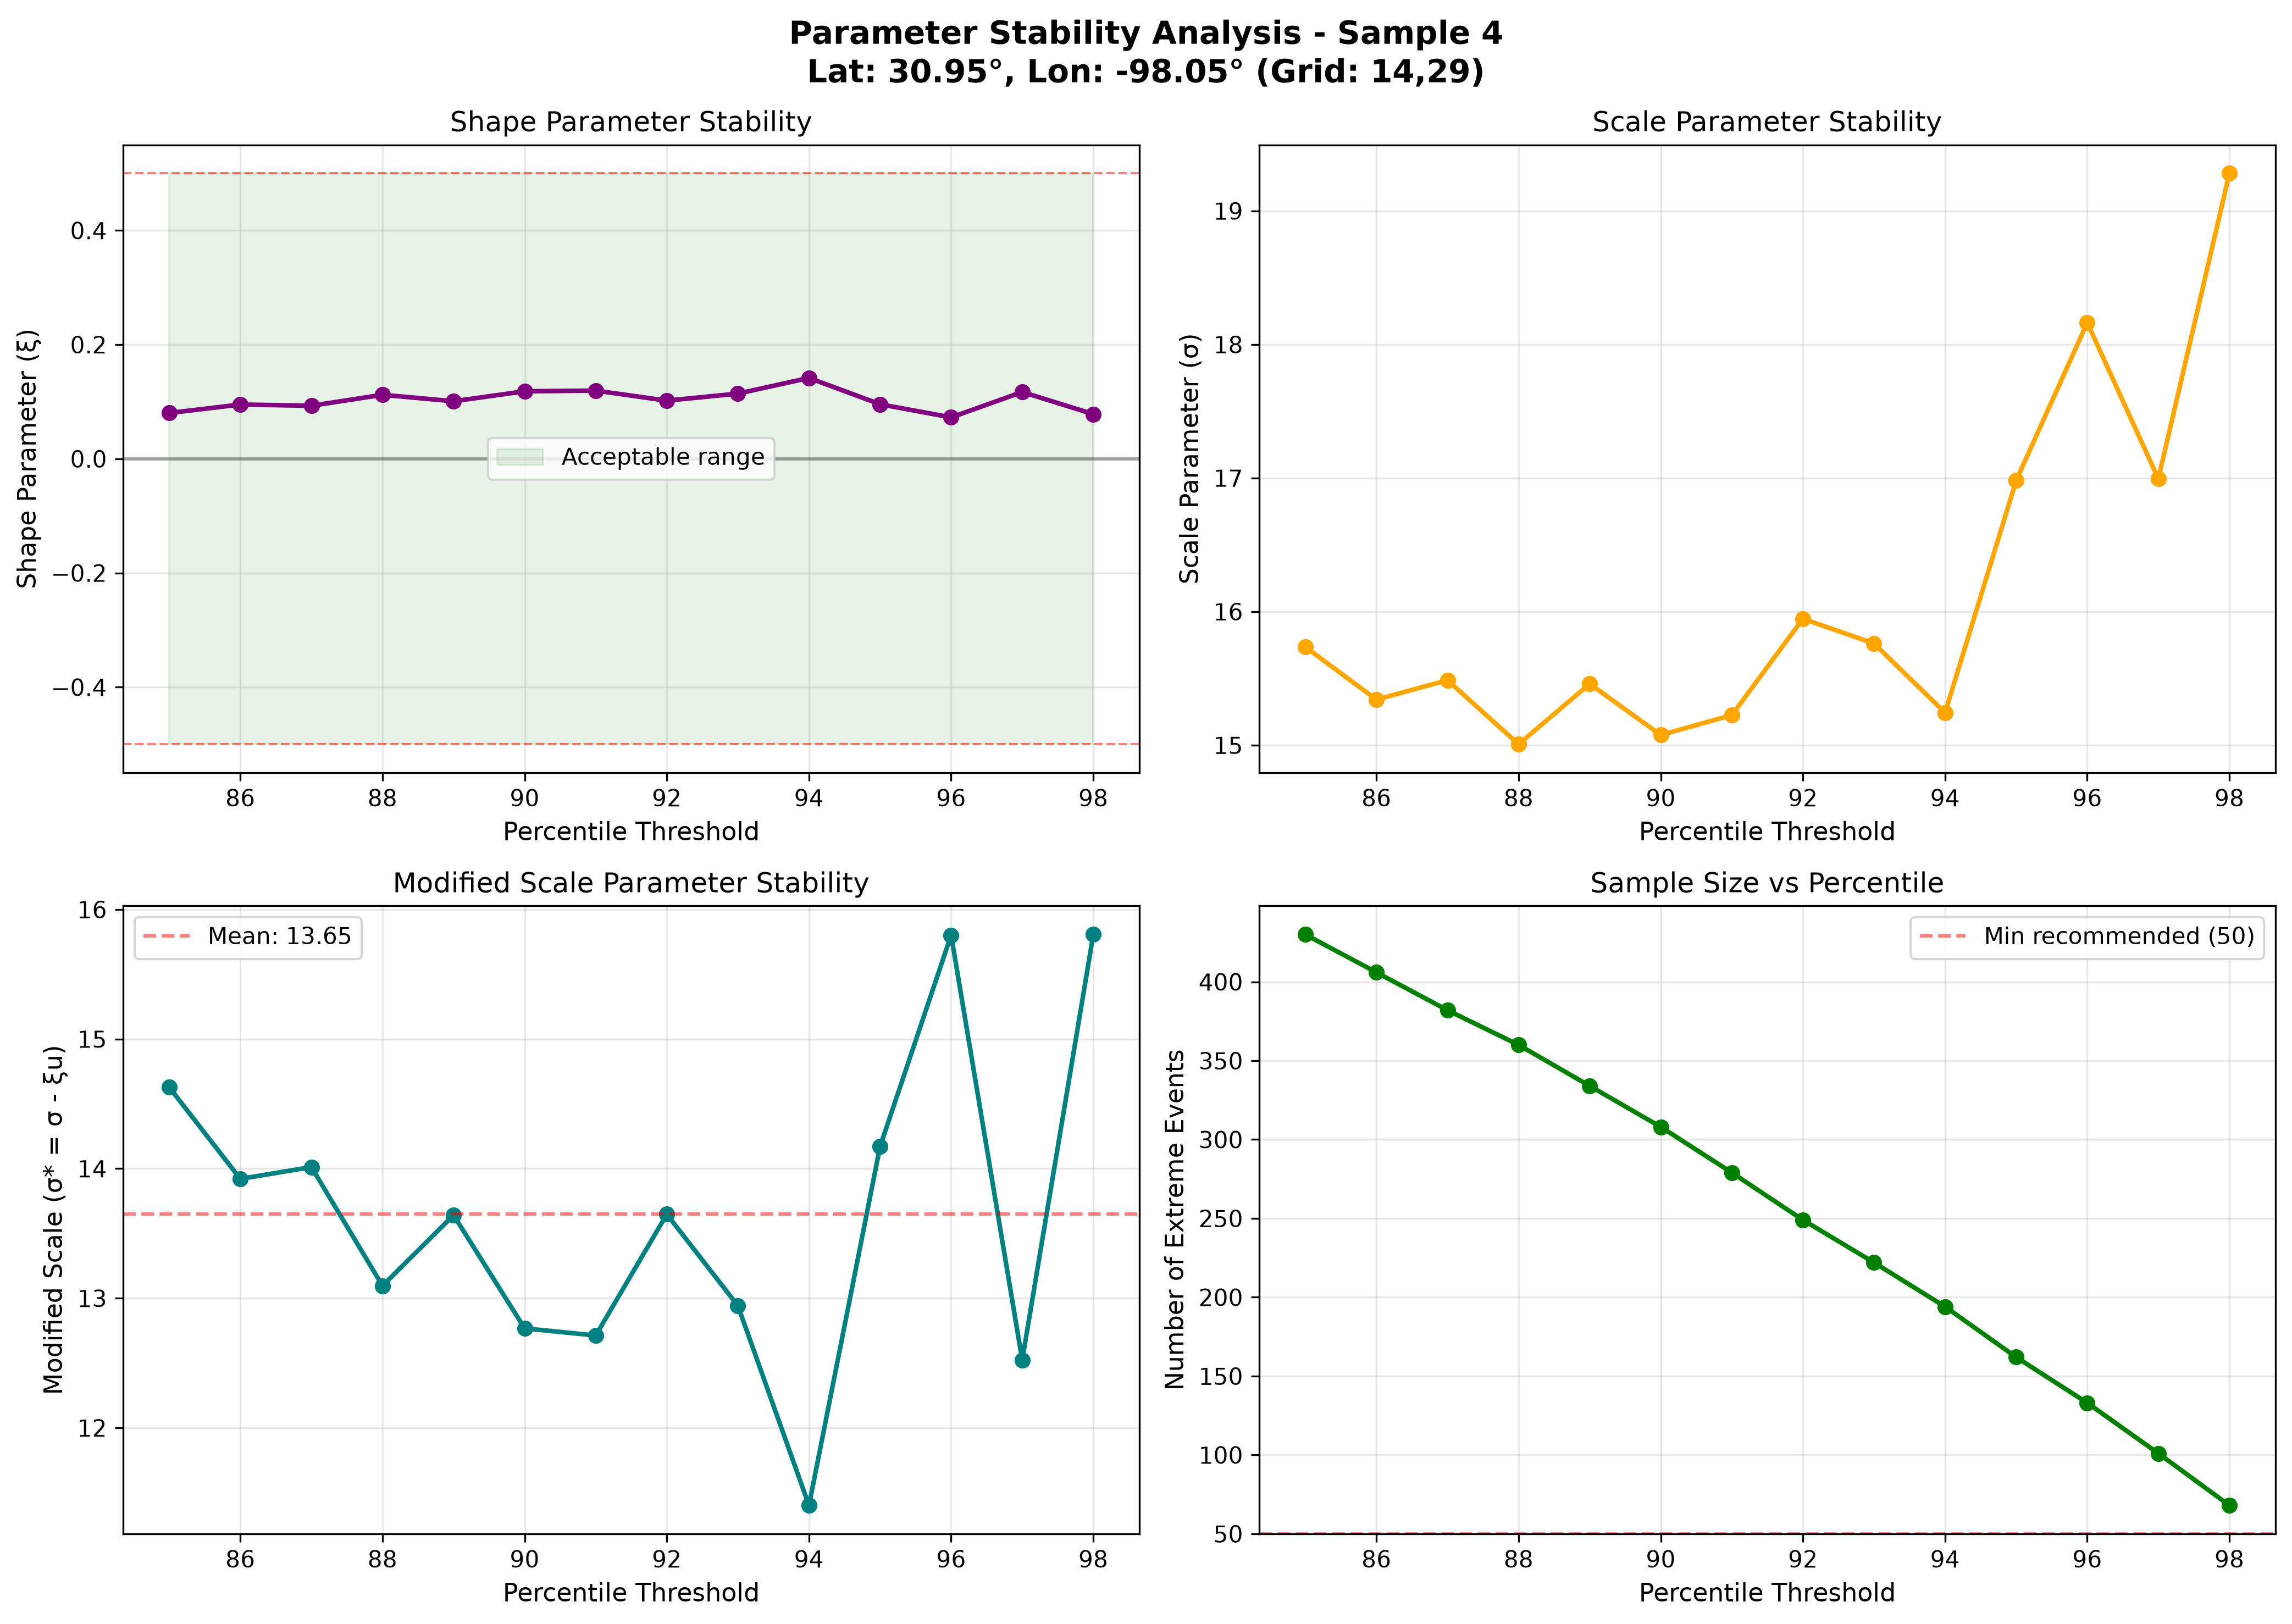 Parameter Stability Analysis - Sample 4
Lat: 30.95°, Lon: -98.05° (Grid: 14,29)
Shape Parameter Stability
Shape Parameter (ξ)
0.4
0.2
0.0
−0.2
−0.4
Acceptable range
86 88 90 92 94 96 98
Percentile Threshold
Scale Parameter Stability
Scale Parameter (σ)
19
18
17
16
15
86 88 90 92 94 96 98
Percentile Threshold
Modified Scale Parameter Stability
Modified Scale (σ* = σ - ξu)
16
15
14
13
12
Mean: 13.65
86 88 90 92 94 96 98
Percentile Threshold
Sample Size vs Percentile
Number of Extreme Events
400
350
300
250
200
150
100
50
Min recommended (50)
86 88 90 92 94 96 98
Percentile Threshold